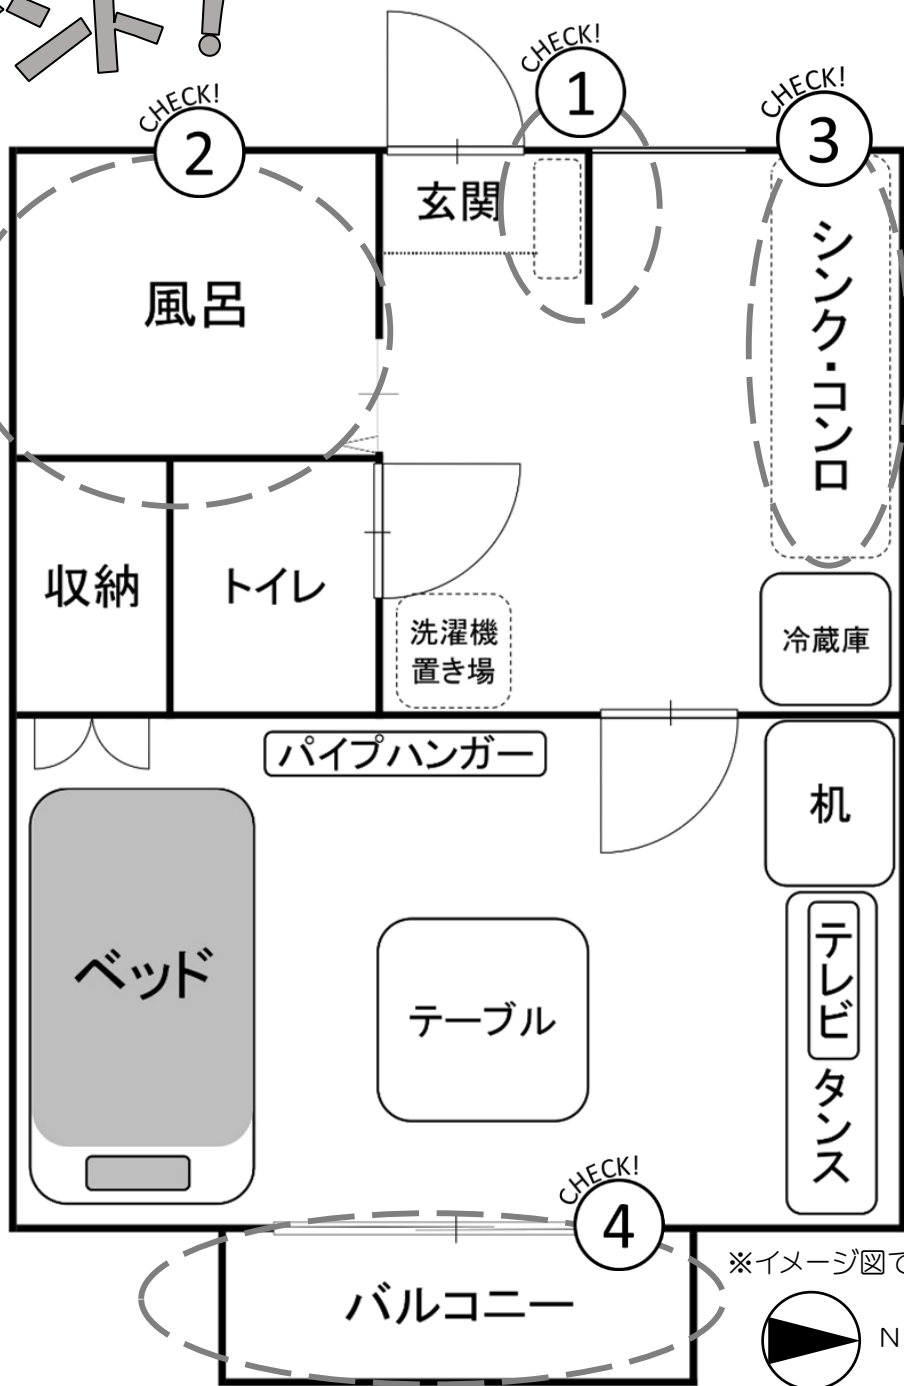 ント!
CHECK!
1
CHECK!
2
CHECK!
3
玄関
シンク・コンロ
風呂
収納
トイレ
洗濯機
置き場
冷蔵庫
パイプハンガー
机
ベッド
テーブル
テレビ
タンス
CHECK!
4
バルコニー
※イメージ図で
N